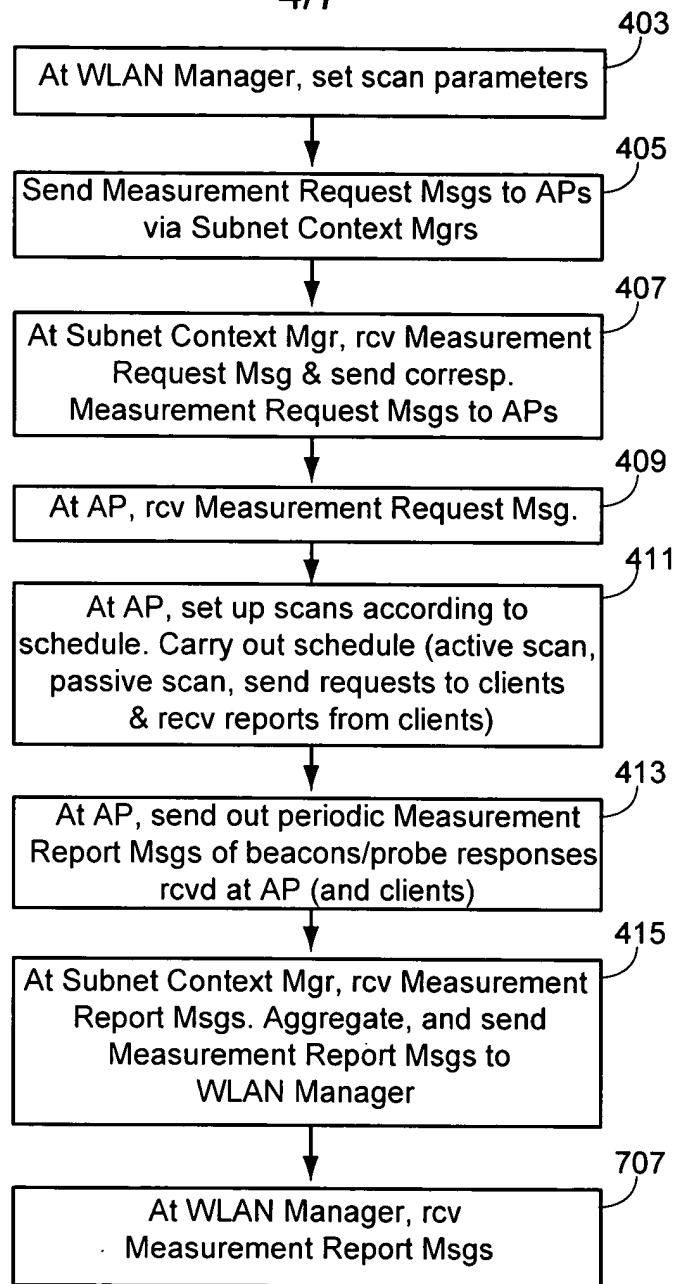 4/7
403
At WLAN Manager, set scan parameters
405
Send Measurement Request Msgs to APs
via Subnet Context Mgrs
407
At Subnet Context Mgr, rcv Measurement
Request Msg & send corresp.
Measurement Request Msgs to APs
409
At AP, rcv Measurement Request Msg.
411
At AP, set up scans according to
schedule. Carry out schedule (active scan,
passive scan, send requests to clients
& recv reports from clients)
413
At AP, send out periodic Measurement
Report Msgs of beacons/probe responses
rcvd at AP (and clients)
415
At Subnet Context Mgr, rcv Measurement
Report Msgs. Aggregate, and send
Measurement Report Msgs to
WLAN Manager
707
At WLAN Manager, rcv
Measurement Report Msgs